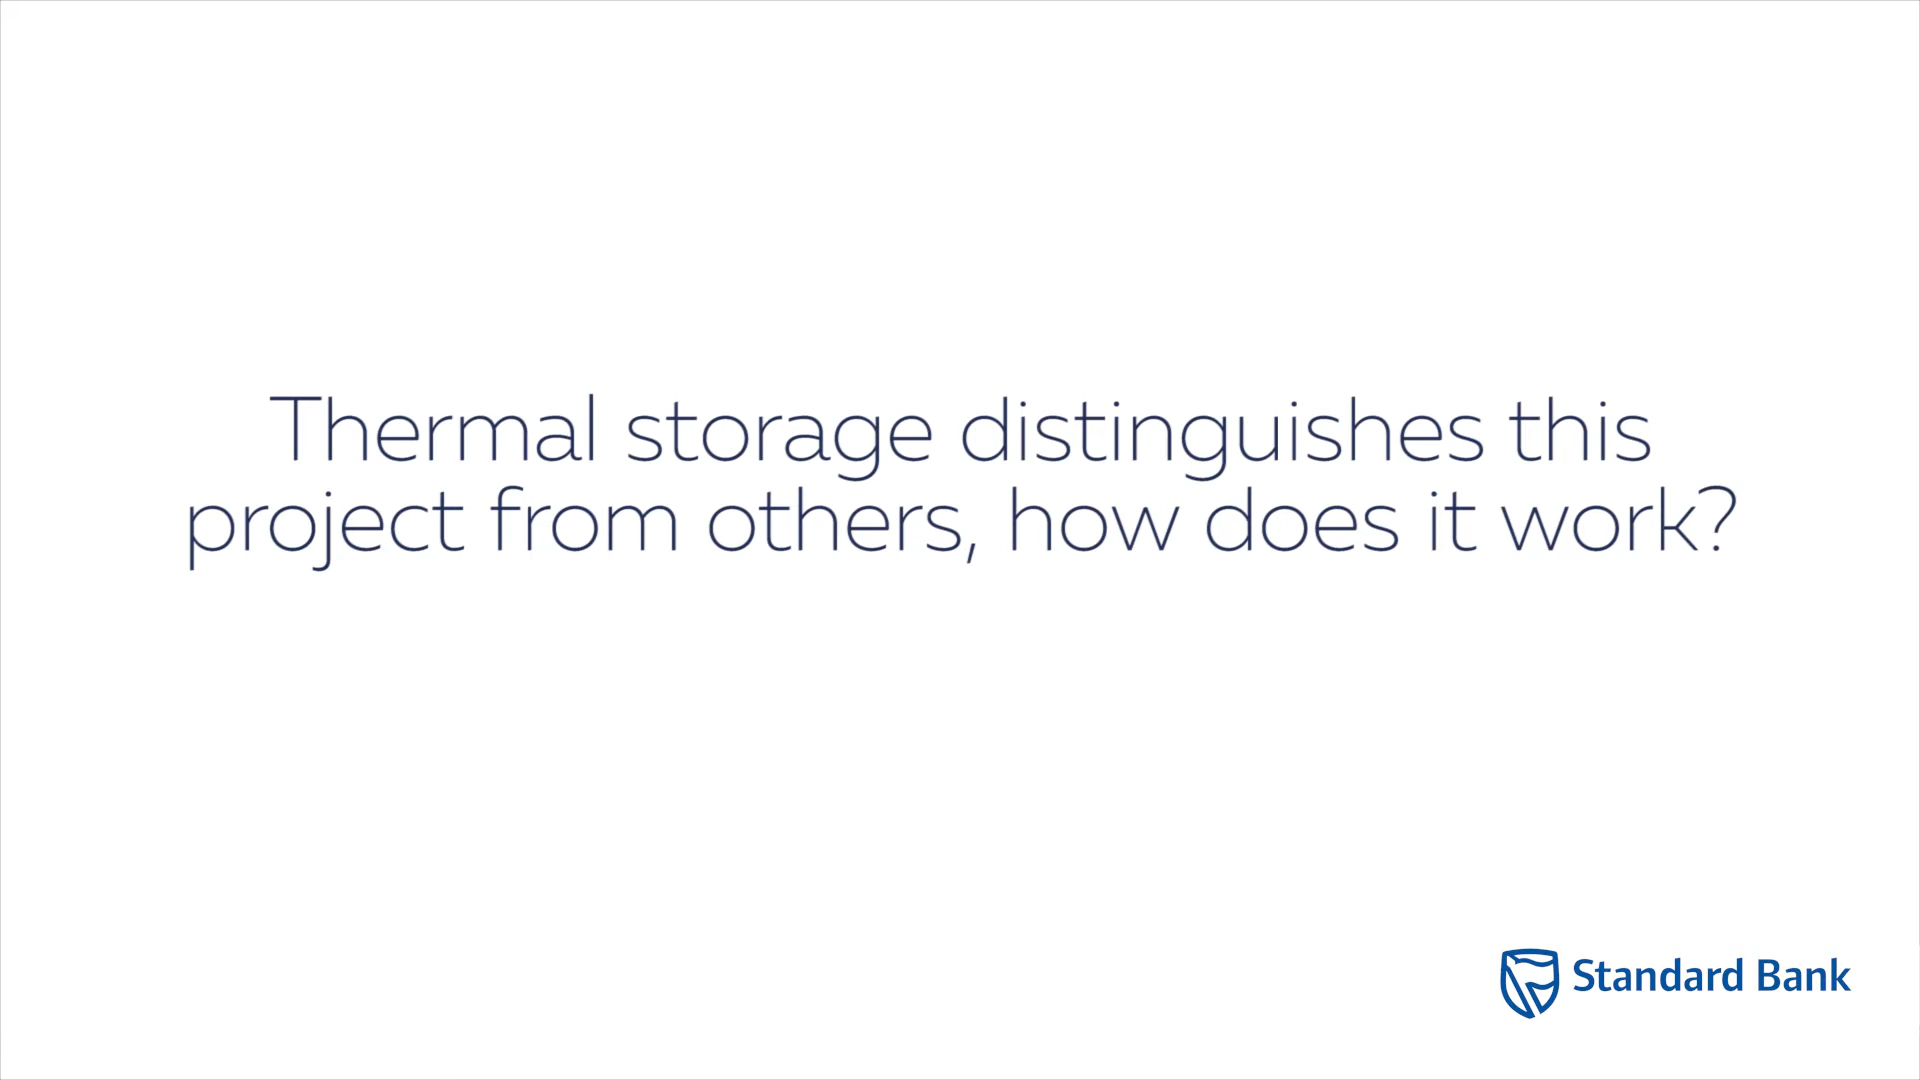 Thermal storage distinguishes this
project from others, how does it work?
Standard Bank